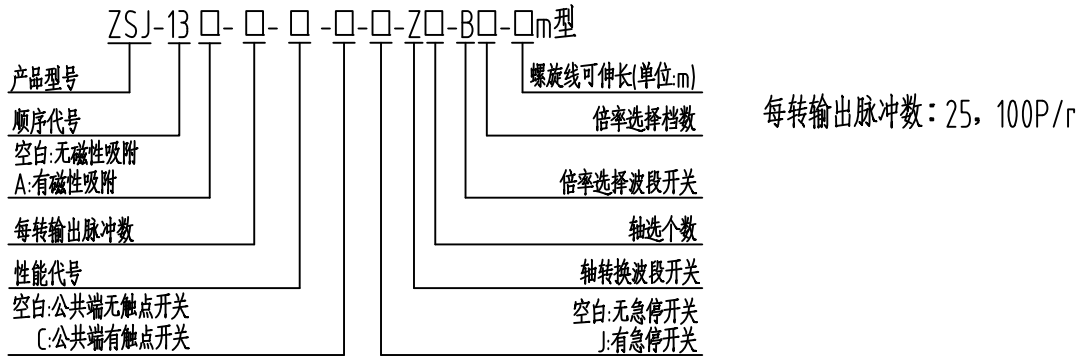 ZSJ-13□-□-□-□-□-Z□-B□-□m型
产品型号
顺序代号
空白:无磁性吸附
A:有磁性吸附
每转输出脉冲数
性能代号
空白:公共端无触点开关
C:公共端有触点开关
螺旋线可伸长(单位:m)
倍率选择档数
倍率选择波段开关
轴选个数
轴转换波段开关
空白:无急停开关
J:有急停开关
每转输出脉冲数：25，100P/r